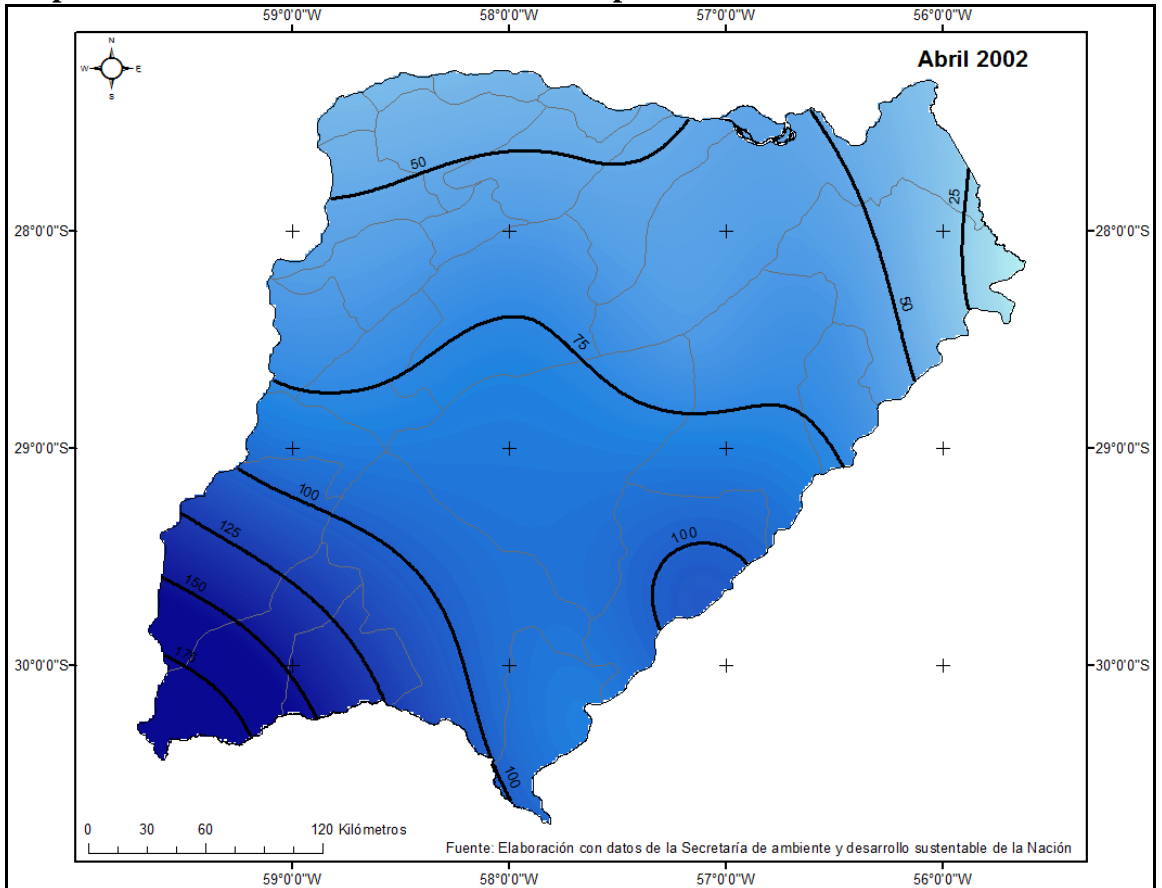 59°0'0"W 58°0'0"W 57°0'0"W 56°0'0"W
N
W E
S
Abril 2002
50
25
28°0'0"S 28°0'0"S
50
75
29°0'0"S 29°0'0"S
100
125
100
150
170
30°0'0"S 30°0'0"S
100
0 30 60 120 Kilómetros
Fuente: Elaboración con datos de la Secretaría de ambiente y desarrollo sustentable de la Nación
59°0'0"W 58°0'0"W 57°0'0"W 56°0'0"W